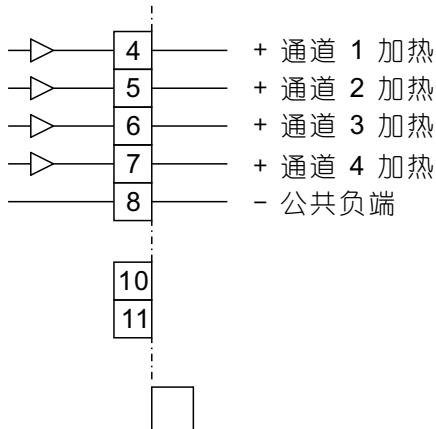 4 + 通道 1 加热
5 + 通道 2 加热
6 + 通道 3 加热
7 + 通道 4 加热
8 - 公共负端
10
11